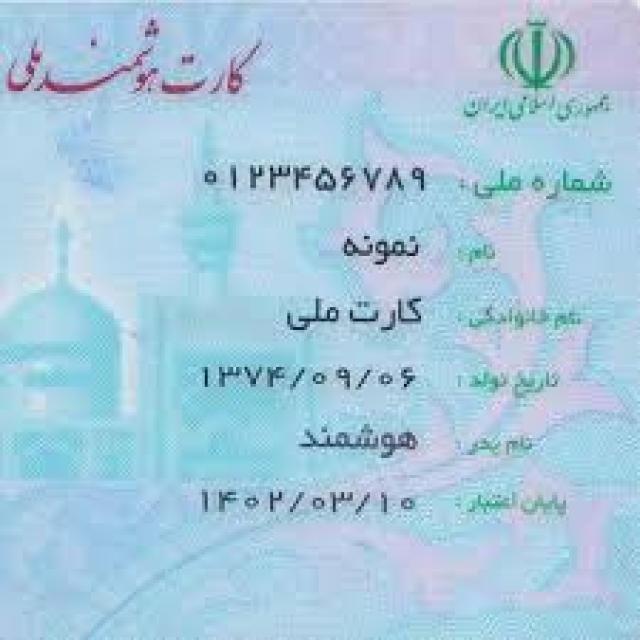 کارت هوشمند ملی
جمهوری اسلامی ایران
شماره ملی: ۰۱۲۳۴۵۶۷۸۹
نام: نمونه
نام خانوادگی: کارت ملی
تاریخ تولد: ۱۳۷۴/۰۹/۰۶
نام پدر: هوشمند
پایان اعتبار: ۱۴۰۲/۰۳/۱۰